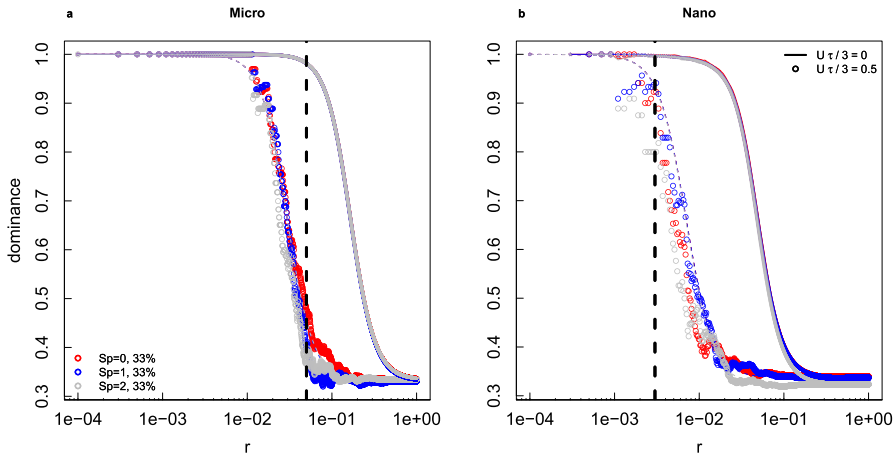 a
Micro
b
Nano
dominance
1.0
0.9
0.8
0.7
0.6
0.5
0.4
0.3
Sp=0, 33%
Sp=1, 33%
Sp=2, 33%
1e−04
1e−03
1e−02
1e−01
1e+00
r
1.0
0.9
0.8
0.7
0.6
0.5
0.4
0.3
U τ / 3 = 0
U τ / 3 = 0.5
1e−04
1e−03
1e−02
1e−01
1e+00
r